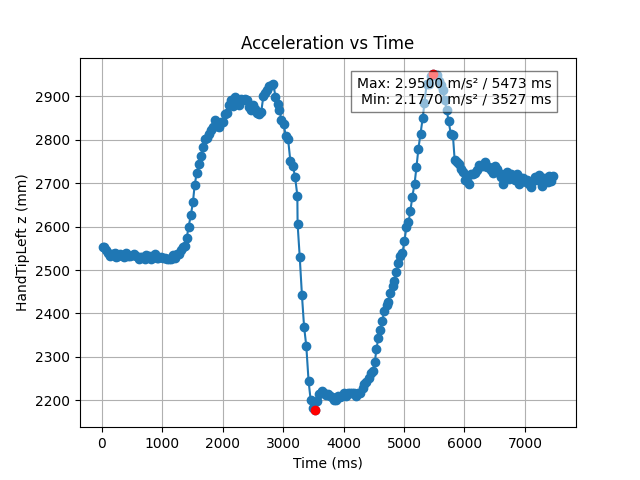 Acceleration vs Time
Max: 2.9500 m/s² / 5473 ms
Min: 2.1770 m/s² / 3527 ms
HandTipLeft z (mm)
2900
2800
2700
2600
2500
2400
2300
2200
0 1000 2000 3000 4000 5000 6000 7000
Time (ms)